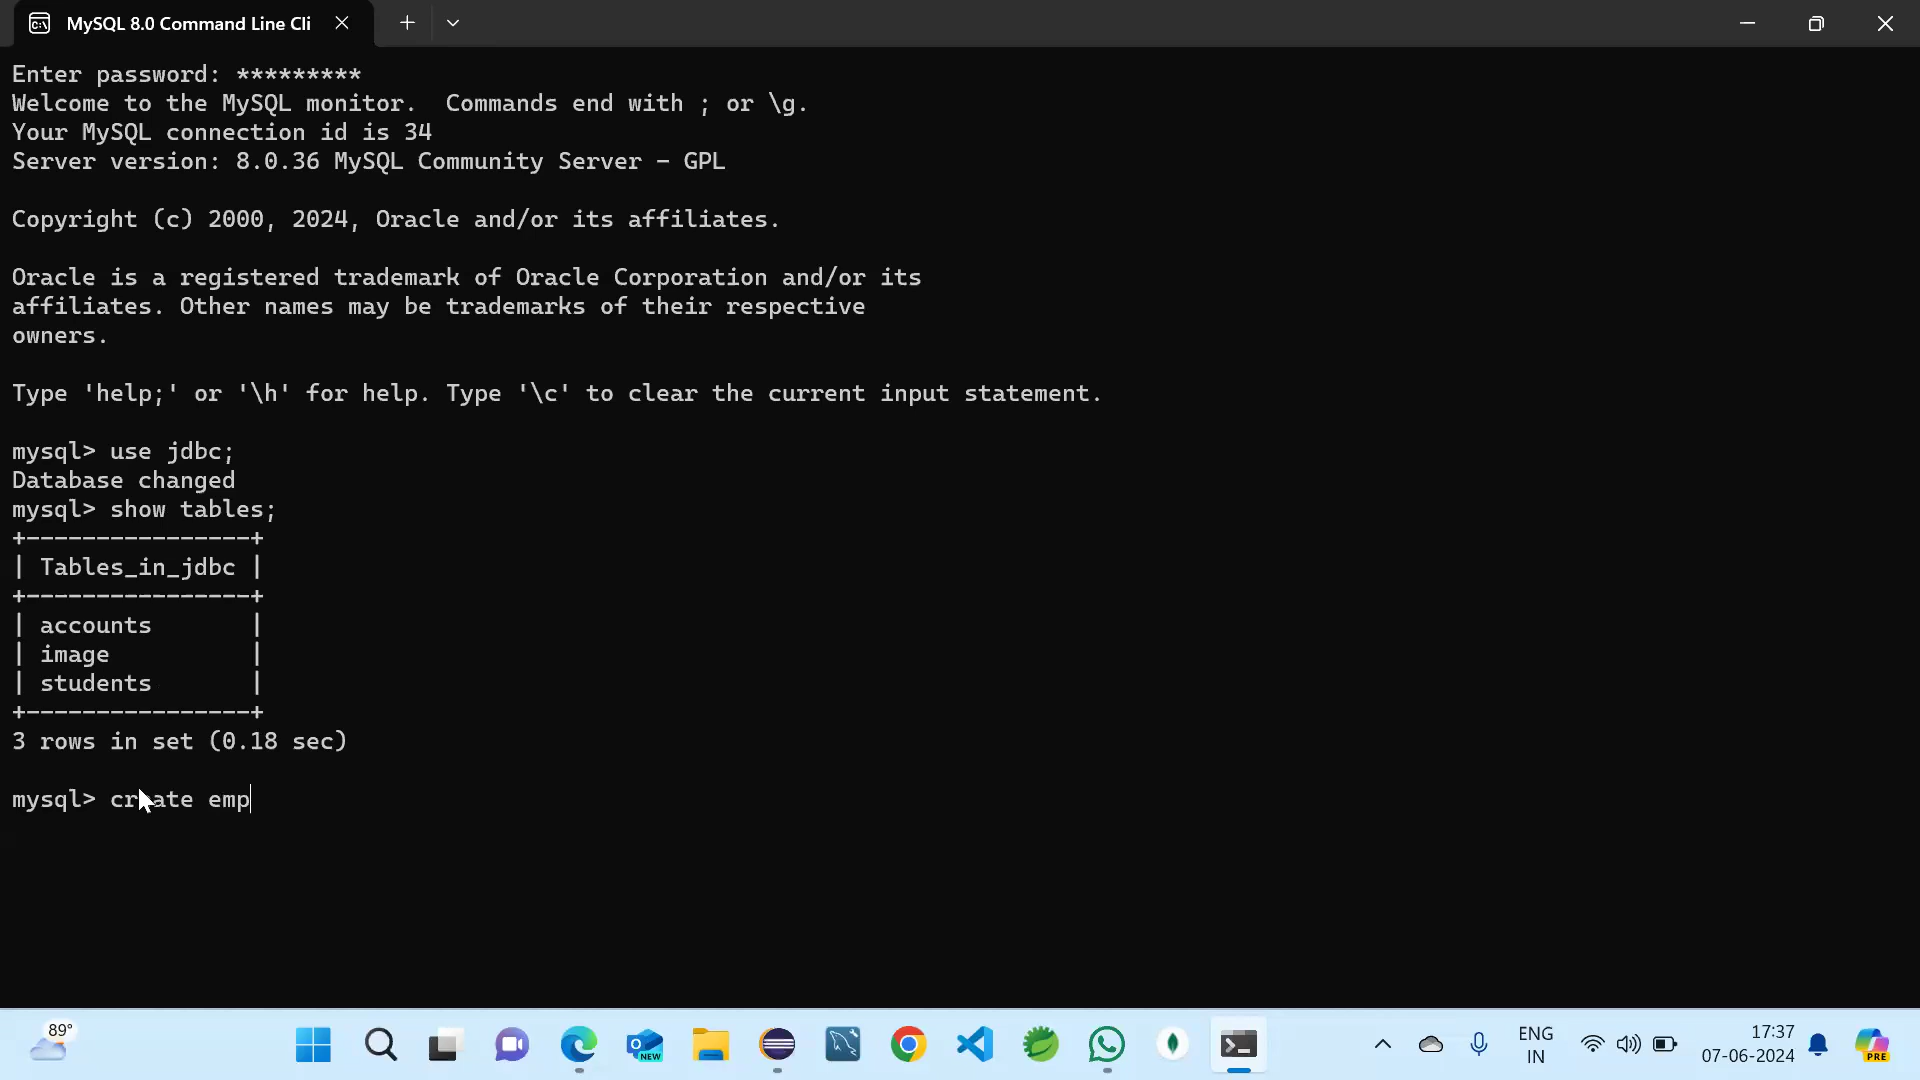 MySQL 8.0 Command Line Cli
Enter password: *********
Welcome to the MySQL monitor.  Commands end with ; or \g.
Your MySQL connection id is 34
Server version: 8.0.36 MySQL Community Server - GPL
Copyright (c) 2000, 2024, Oracle and/or its affiliates.
Oracle is a registered trademark of Oracle Corporation and/or its
affiliates. Other names may be trademarks of their respective
owners.
Type 'help;' or '\h' for help. Type '\c' to clear the current input statement.
mysql> use jdbc;
Database changed
mysql> show tables;
+----------------+
| Tables_in_jdbc |
+----------------+
| accounts       |
| image          |
| students       |
+----------------+
3 rows in set (0.18 sec)
mysql> create emp
89°
NEW
ENG
IN
17:37
07-06-2024
PRE